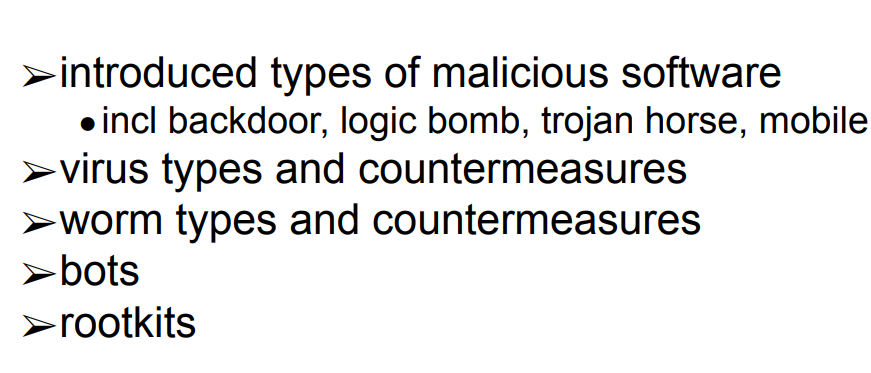 ➢introduced types of malicious software
•incl backdoor, logic bomb, trojan horse, mobile
➢virus types and countermeasures
➢worm types and countermeasures
➢bots
➢rootkits